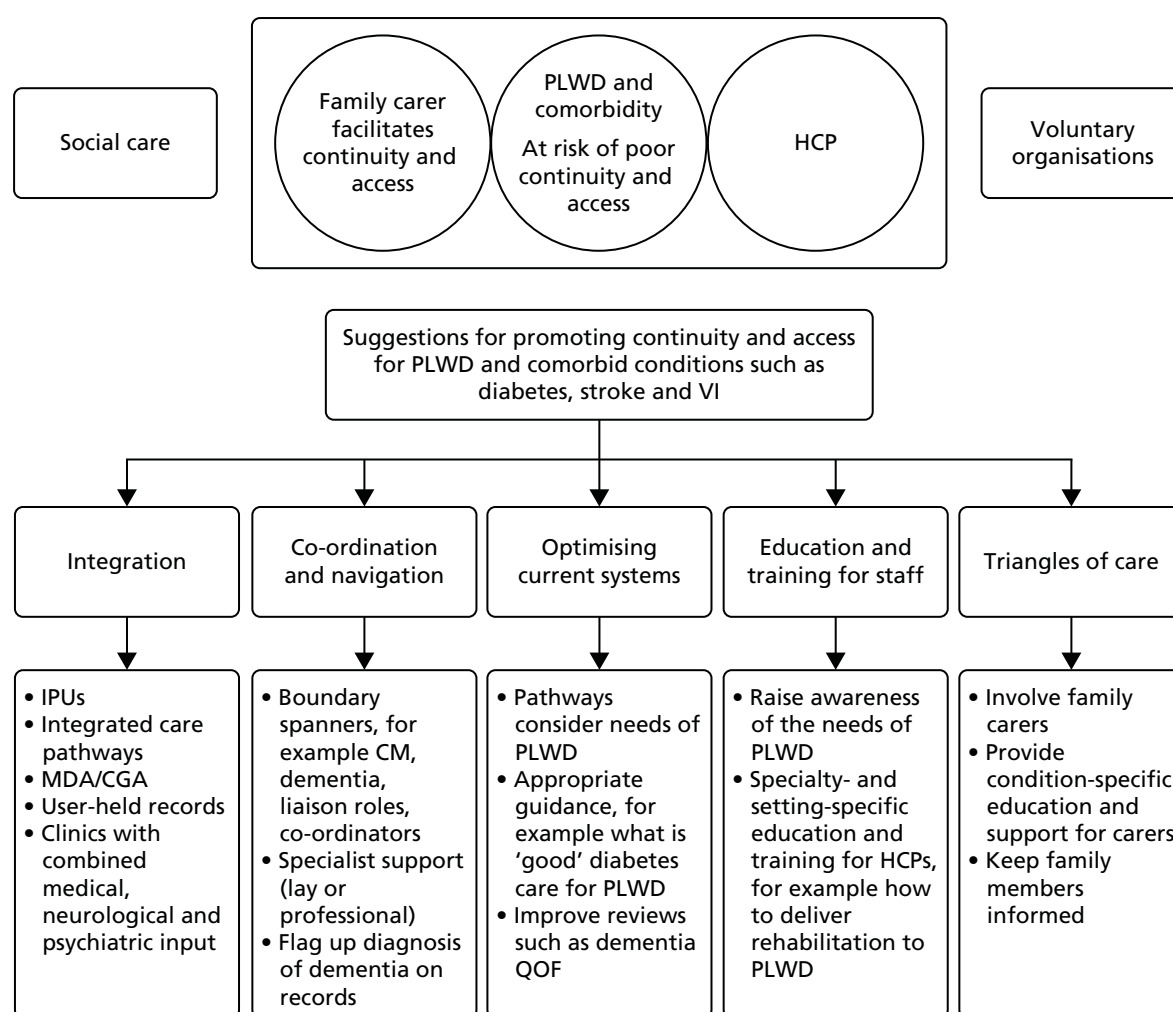 Social care
Family carer
facilitates
continuity and
access
PLWD and
comorbidity
At risk of poor
continuity and
access
HCP
Voluntary
organisations
Suggestions for promoting continuity and access
for PLWD and comorbid conditions such as
diabetes, stroke and VI
Integration
Co-ordination
and navigation
Optimising
current systems
Education and
training for staff
Triangles of care
• IPUs
• Integrated care
pathways
• MDA/CGA
• User-held records
• Clinics with
combined
medical,
neurological and
psychiatric input
• Boundary
spanners, for
example CM,
dementia,
liaison roles,
co-ordinators
• Specialist support
(lay or
professional)
• Flag up diagnosis
of dementia on
records
• Pathways
consider needs of
PLWD
• Appropriate
guidance, for
example what is
‘good’ diabetes
care for PLWD
• Improve reviews
such as dementia
QOF
• Raise awareness
of the needs of
PLWD
• Specialty- and
setting-specific
education and
training for HCPs,
for example how
to deliver
rehabilitation to
PLWD
• Involve family
carers
• Provide
condition-specific
education and
support for carers
• Keep family
members
informed